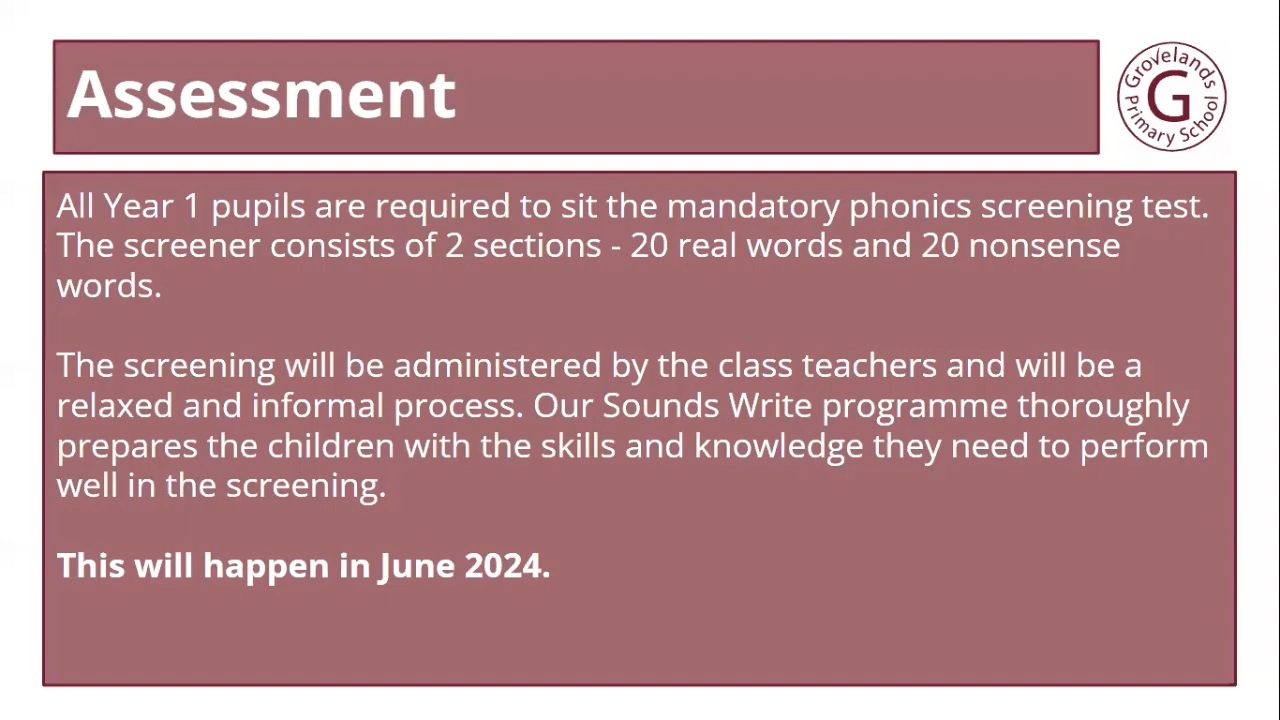 Assessment
Grovelands
G
Primary School
All Year 1 pupils are required to sit the mandatory phonics screening test.
The screener consists of 2 sections - 20 real words and 20 nonsense
words.
The screening will be administered by the class teachers and will be a
relaxed and informal process. Our Sounds Write programme thoroughly
prepares the children with the skills and knowledge they need to perform
well in the screening.
This will happen in June 2024.